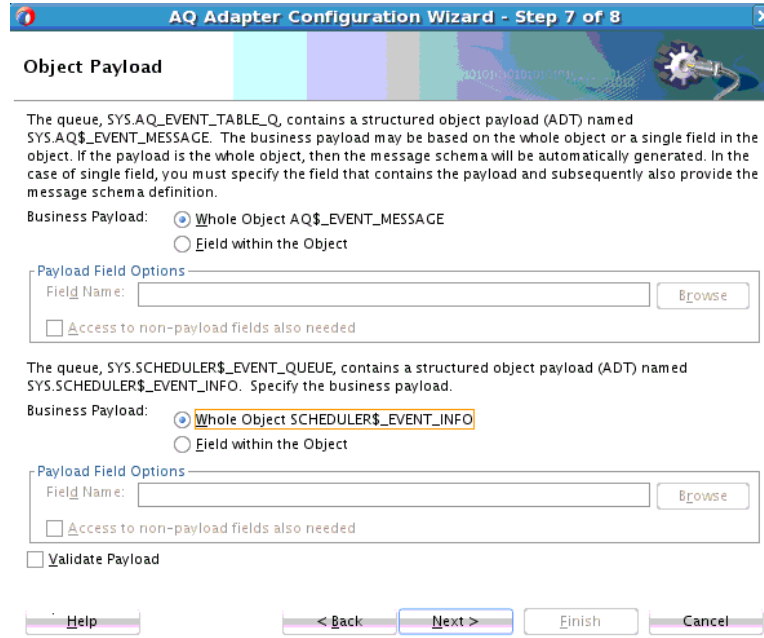 AQ Adapter Configuration Wizard - Step 7 of 8
Object Payload
The queue, SYS.AQ_EVENT_TABLE_Q, contains a structured object payload (ADT) named
SYS.AQ$_EVENT_MESSAGE. The business payload may be based on the whole object or a single field in the
object. If the payload is the whole object, then the message schema will be automatically generated. In the
case of single field, you must specify the field that contains the payload and subsequently also provide the
message schema definition.
Business Payload: Whole Object AQ$_EVENT_MESSAGE
Field within the Object
Payload Field Options
Field Name: Browse
Access to non-payload fields also needed
The queue, SYS.SCHEDULER$_EVENT_QUEUE, contains a structured object payload (ADT) named
SYS.SCHEDULER$_EVENT_INFO. Specify the business payload.
Business Payload: Whole Object SCHEDULER$_EVENT_INFO
Field within the Object
Payload Field Options
Field Name: Browse
Access to non-payload fields also needed
Validate Payload
Help < Back Next > Finish Cancel